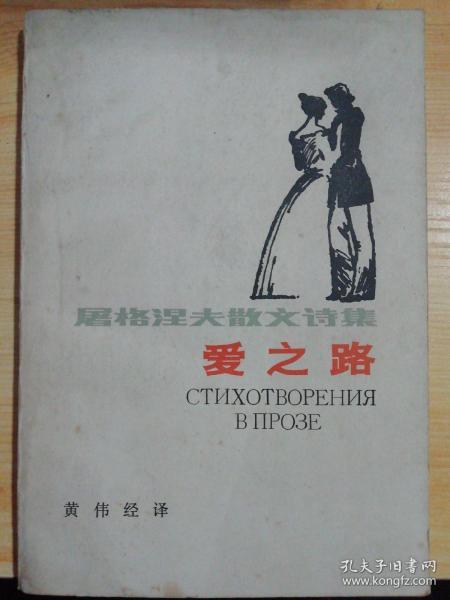 屠格涅夫散文诗集
爱之路
СТИХОТВОРЕНИЯ
В ПРОЗЕ
黄伟经译
孔夫子旧书网
www.kongfz.com